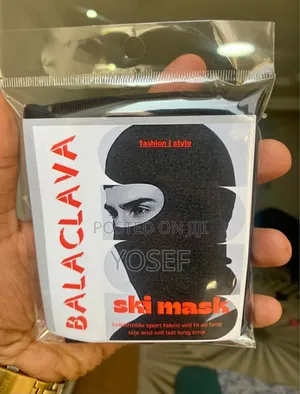 BALACLAVA
fashion | style
POSTED ON JIJI
YOSEF
ski mask
breathable sport fabric will fit all face
size and will last long time